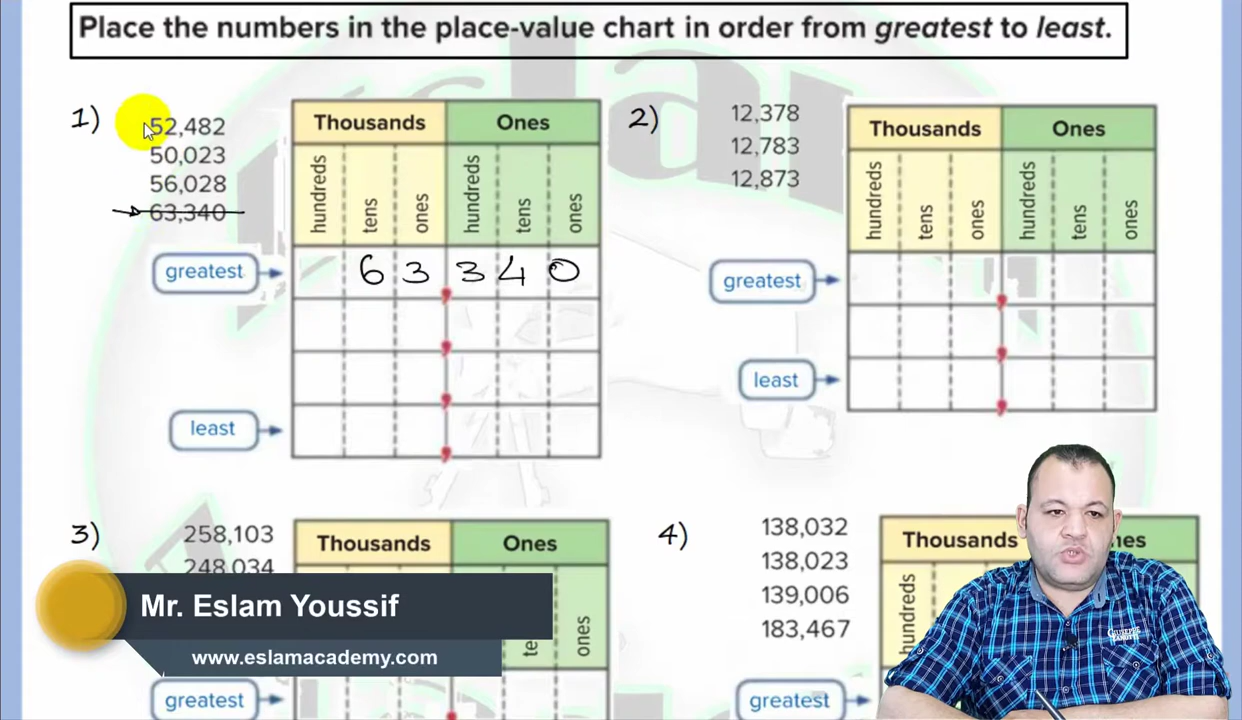 Place the numbers in the place-value chart in order from greatest to least.
1)
52,482
50,023
56,028
63,340
Thousands
Ones
hundreds
tens
ones
hundreds
tens
ones
greatest
6 3 3 4 0
,
,
,
least
,
2)
12,378
12,783
12,873
Thousands
Ones
hundreds
tens
ones
hundreds
tens
ones
greatest
,
,
least
,
3)
258,103
248,034
Thousands
Ones
ones
greatest
4)
138,032
138,023
139,006
183,467
Thousands
hundreds
greatest
Mr. Eslam Youssif
www.eslamacademy.com